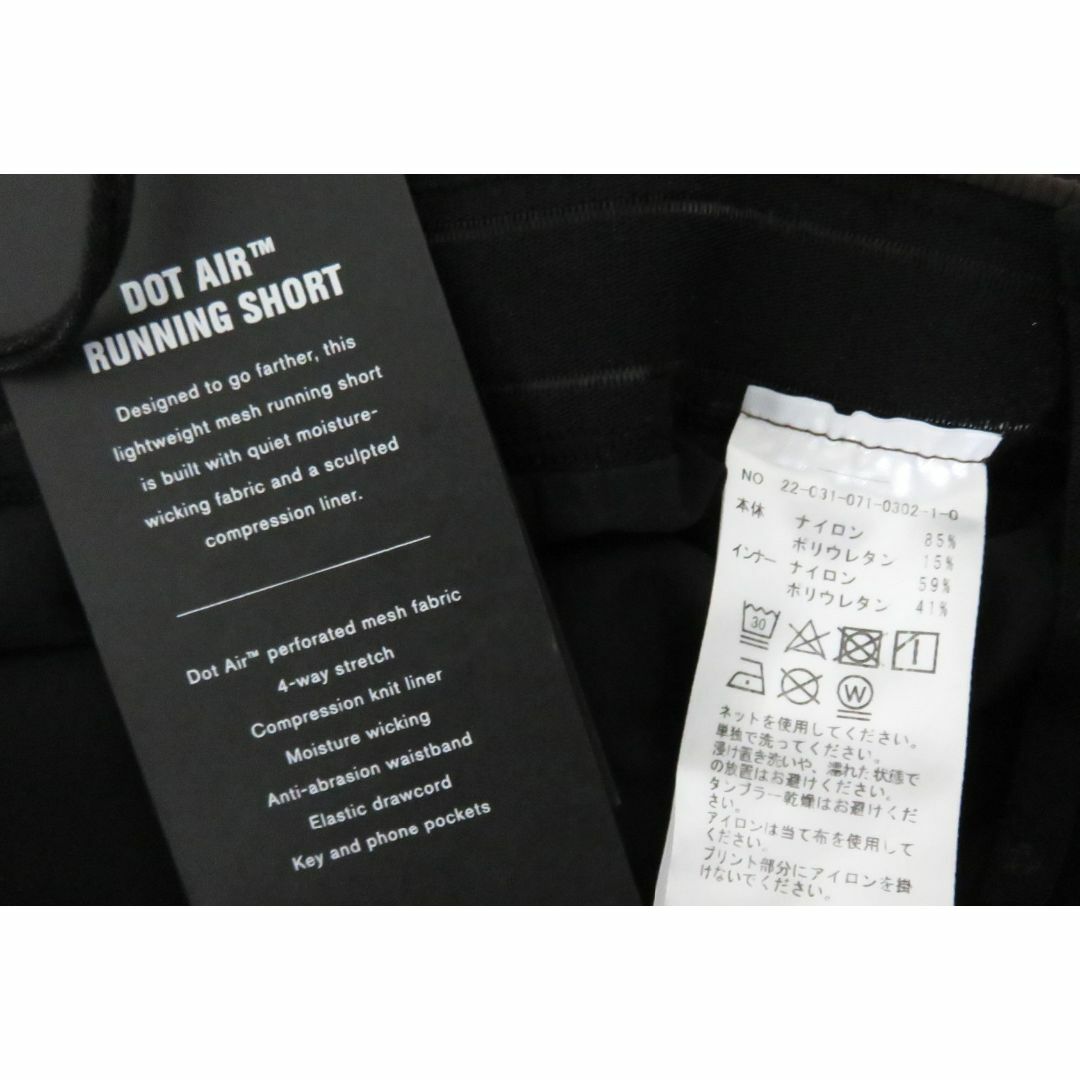 DOT AIR™
RUNNING SHORT
Designed to go farther, this
lightweight mesh running short
is built with quiet moisture-
wicking fabric and a sculpted
compression liner.
Dot Air™ perforated mesh fabric
4-way stretch
Compression knit liner
Moisture wicking
Anti-abrasion waistband
Elastic drawcord
Key and phone pockets
NO 22-031-071-0302-1-0
本体 ナイロン 85%
ポリウレタン 15%
インナー ナイロン 59%
ポリウレタン 41%
30
W
ネットを使用してください。
単独で洗ってください。
浸け置き洗いや、濡れた状態で
の放置はお避けください。
タンブラー乾燥はお避けくだ
さい。
アイロンは当て布を使用して
ください。
プリント部分にアイロンを掛
けないでください。